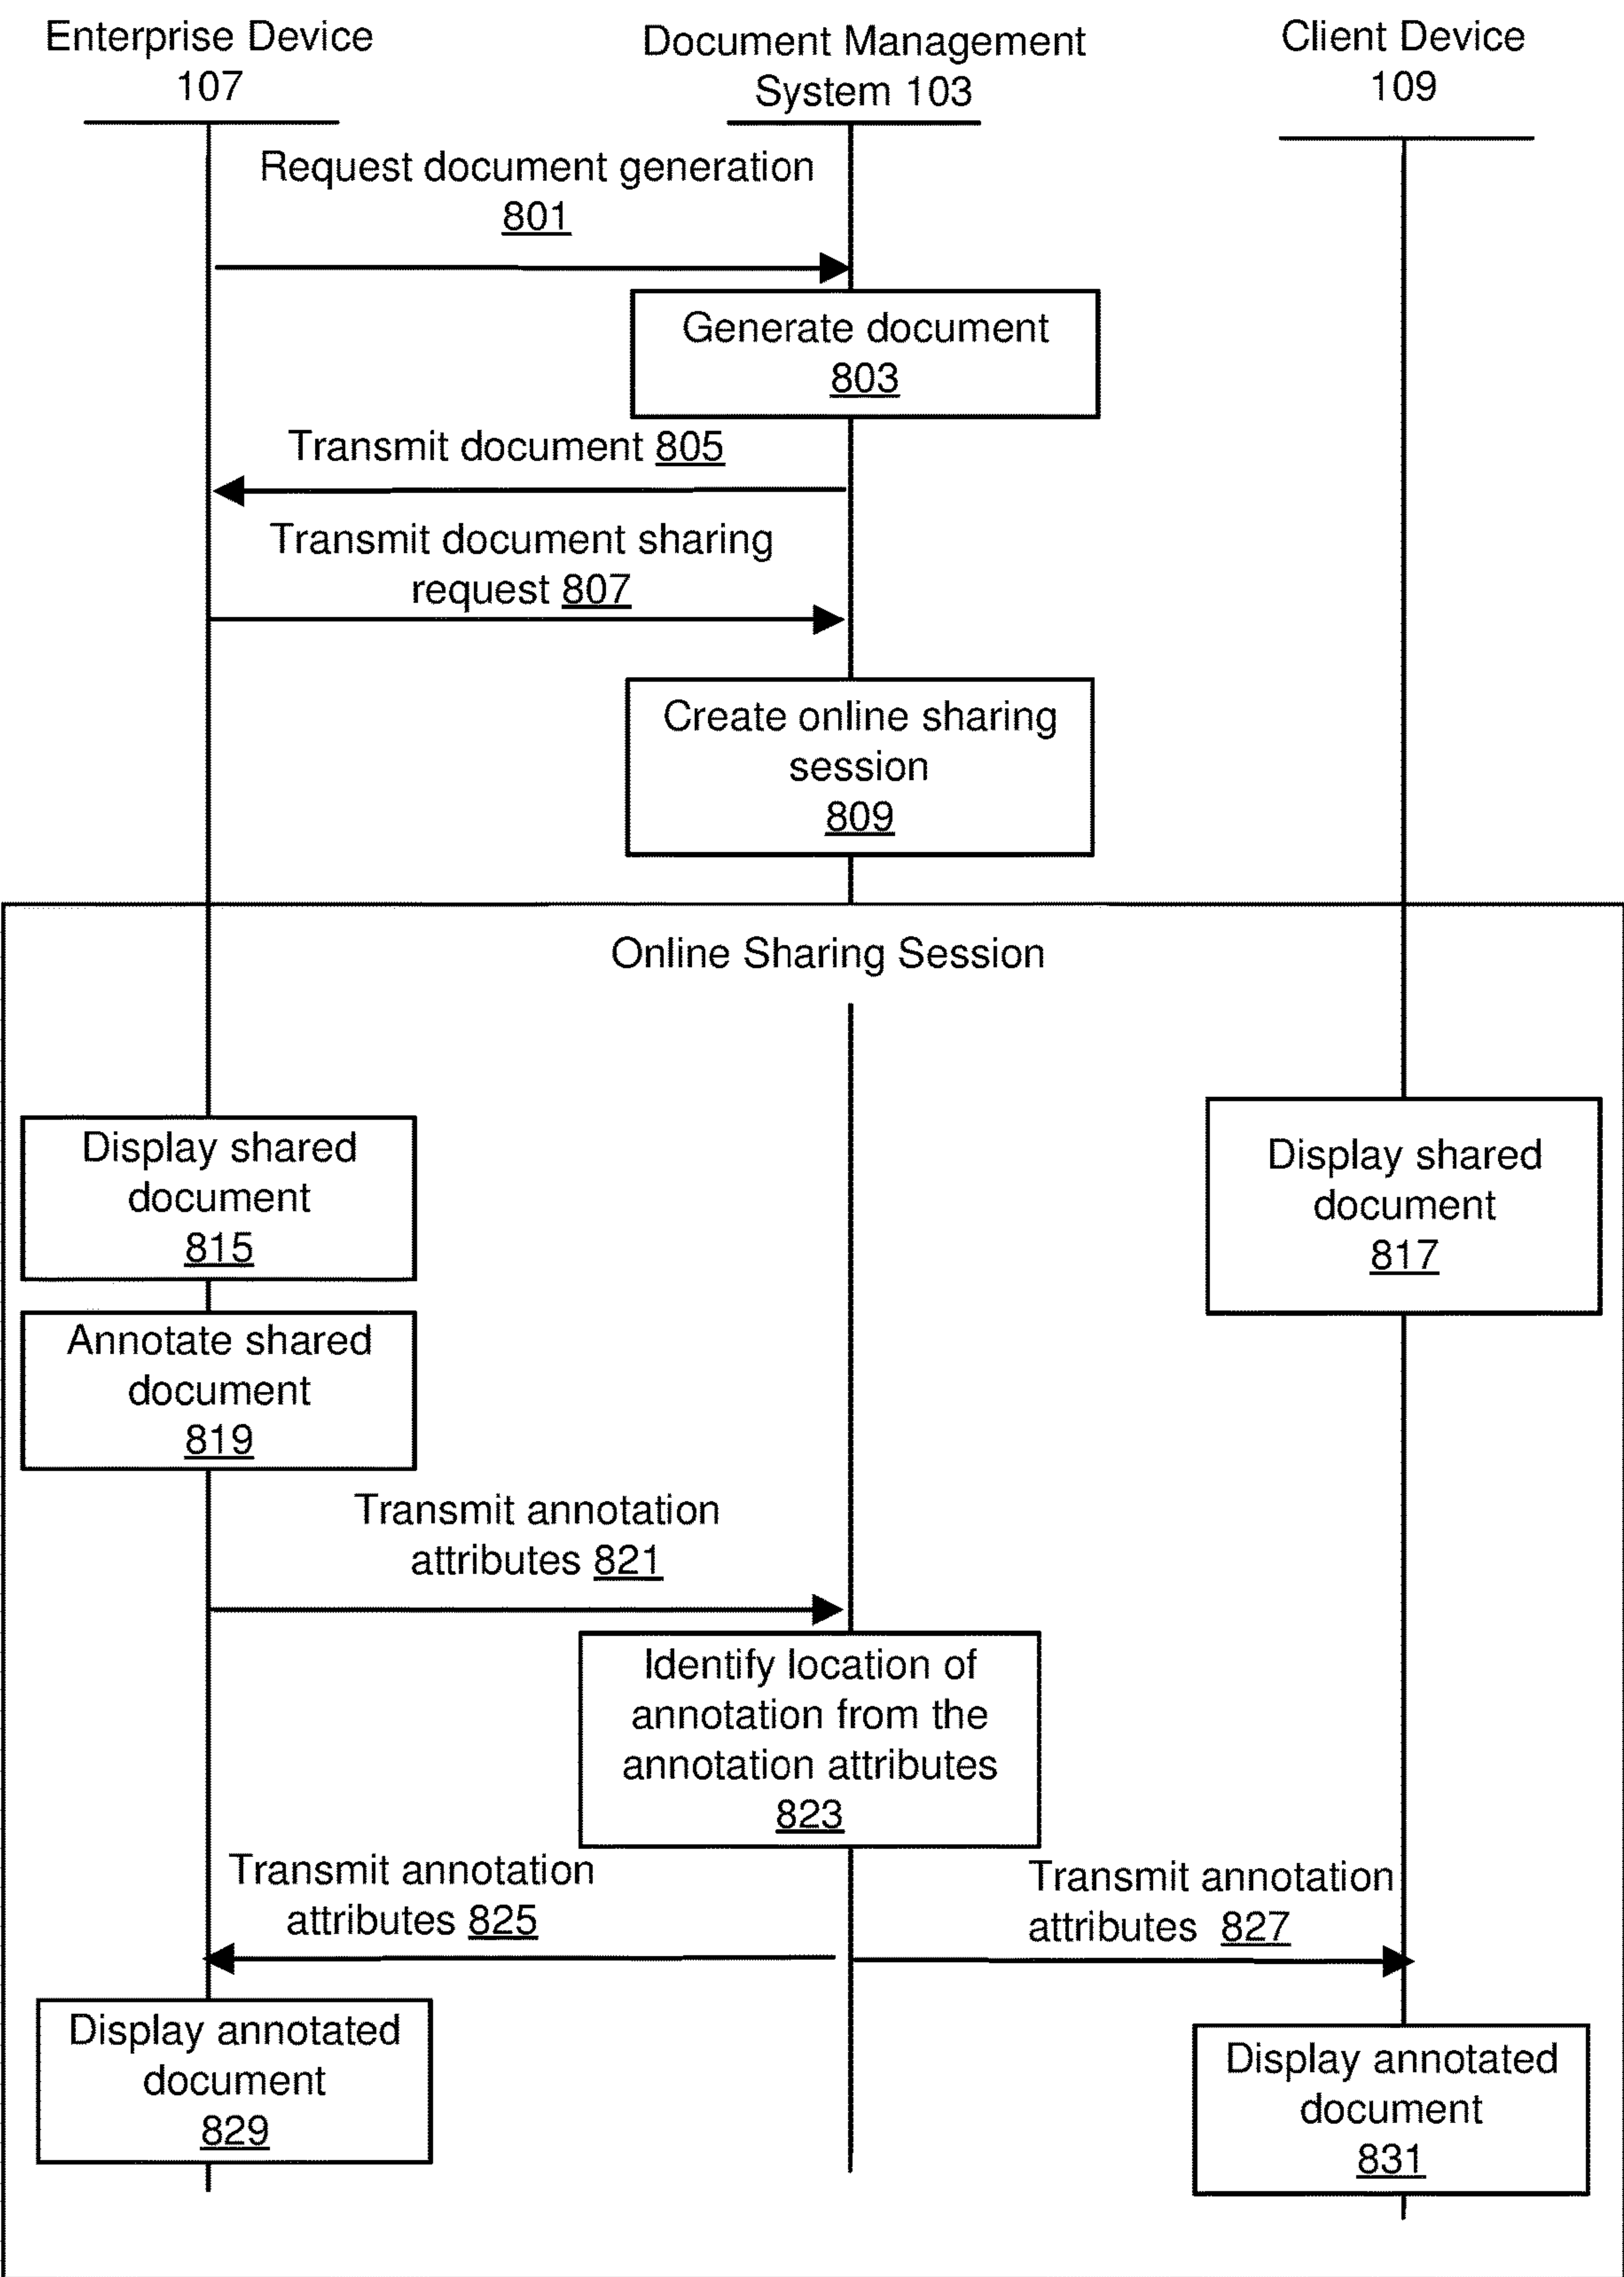 Enterprise Device
107
Document Management
System 103
Client Device
109
Request document generation
801
Generate document
803
Transmit document 805
Transmit document sharing
request 807
Create online sharing
session
809
Online Sharing Session
Display shared
document
815
Display shared
document
817
Annotate shared
document
819
Transmit annotation
attributes 821
Identify location of
annotation from the
annotation attributes
823
Transmit annotation
attributes 825
Transmit annotation
attributes 827
Display annotated
document
829
Display annotated
document
831